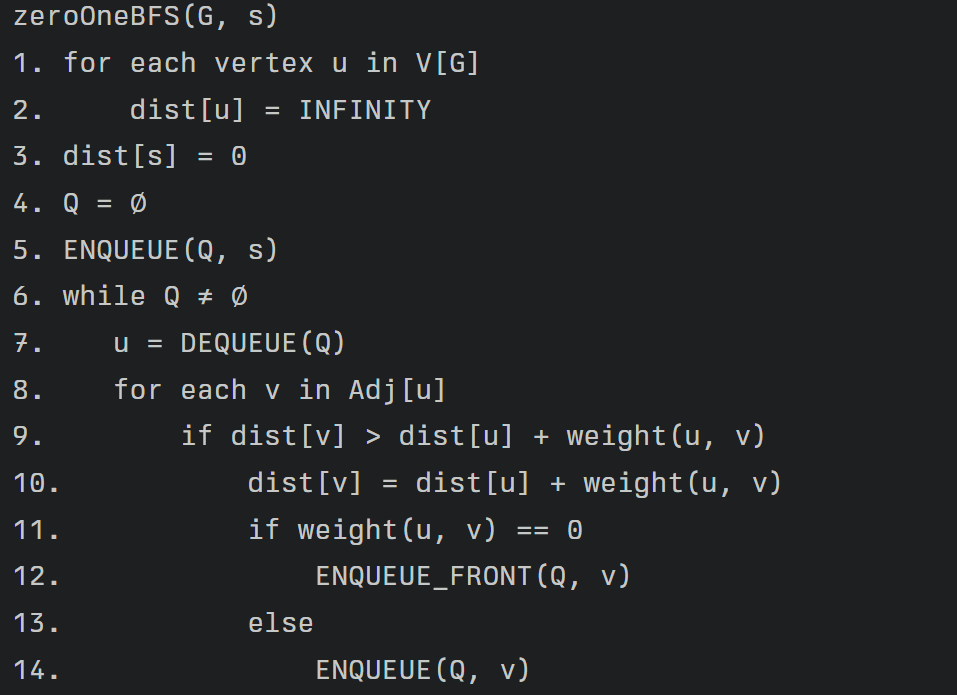 zeroOneBFS(G, s)
1. for each vertex u in V[G]
2.     dist[u] = INFINITY
3. dist[s] = 0
4. Q = Ø
5. ENQUEUE(Q, s)
6. while Q ≠ Ø
7.    u = DEQUEUE(Q)
8.    for each v in Adj[u]
9.        if dist[v] > dist[u] + weight(u, v)
10.           dist[v] = dist[u] + weight(u, v)
11.           if weight(u, v) == 0
12.               ENQUEUE_FRONT(Q, v)
13.           else
14.               ENQUEUE(Q, v)